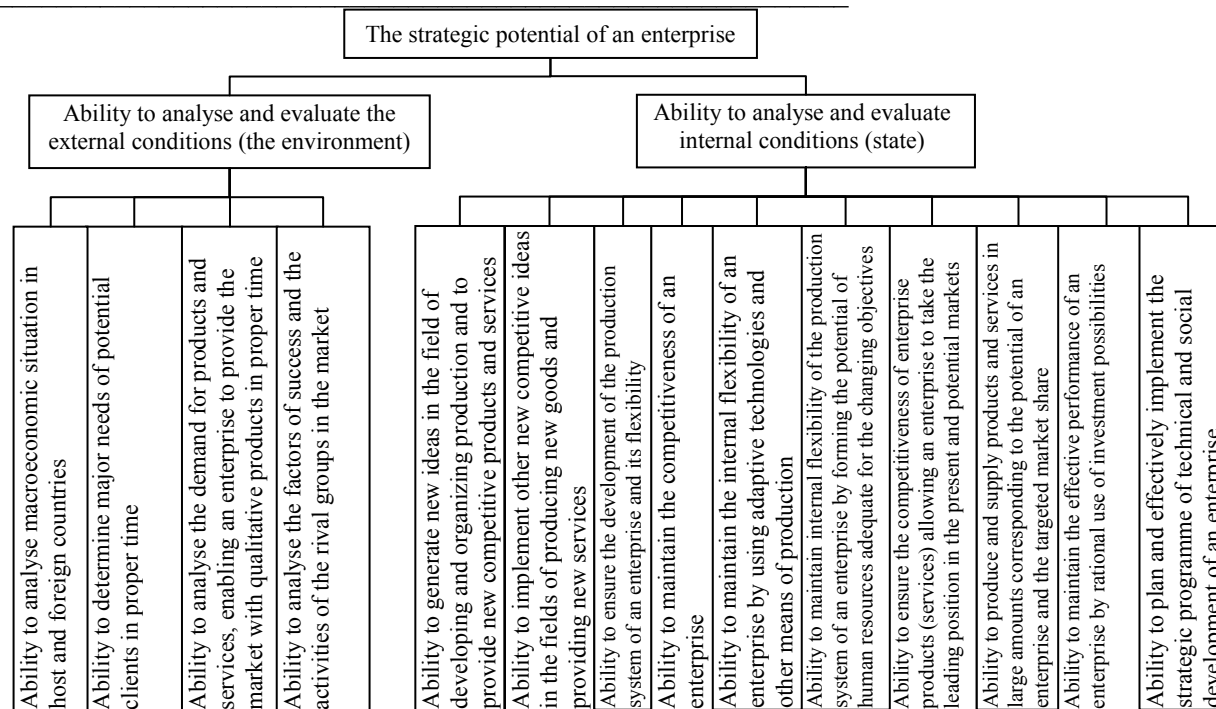 The strategic potential of an enterprise
Ability to analyse and evaluate the
external conditions (the environment)
Ability to analyse and evaluate
internal conditions (state)
Ability to analyse macroeconomic situation in
host and foreign countries
Ability to determine major needs of potential
clients in proper time
Ability to analyse the demand for products and
services, enabling an enterprise to provide the
market with qualitative products in proper time
Ability to analyse the factors of success and the
activities of the rival groups in the market
Ability to generate new ideas in the field of
developing and organizing production and to
provide new competitive products and services
Ability to implement other new competitive ideas
in the fields of producing new goods and
providing new services
Ability to ensure the development of the production
system of an enterprise and its flexibility
Ability to maintain the competitiveness of an
enterprise
Ability to maintain the internal flexibility of an
enterprise by using adaptive technologies and
other means of production
Ability to maintain internal flexibility of the production
system of an enterprise by forming the potential of
human resources adequate for the changing objectives
Ability to ensure the competitiveness of enterprise
products (services) allowing an enterprise to take the
leading position in the present and potential markets
Ability to produce and supply products and services in
large amounts corresponding to the potential of an
enterprise and the targeted market share
Ability to maintain the effective performance of an
enterprise by rational use of investment possibilities
Ability to plan and effectively implement the
strategic programme of technical and social
development of an enterprise